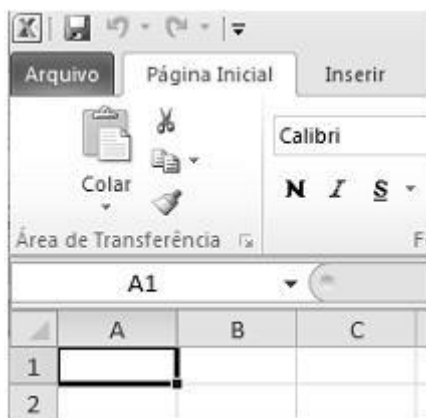 Arquivo Página Inicial Inserir
Calibri
Colar
N I S
Área de Transferência F
A1
A B C
1
2